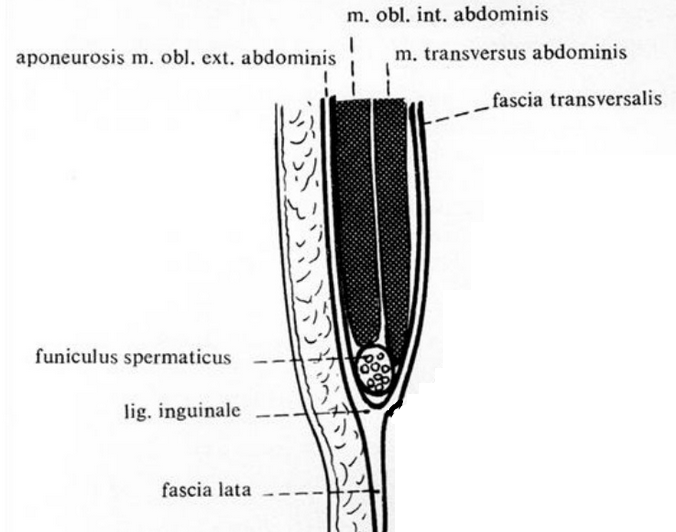 m. obl. int. abdominis
aponeurosis m. obl. ext. abdominis
m. transversus abdominis
fascia transversalis
funiculus spermaticus
lig. inguinale
fascia lata